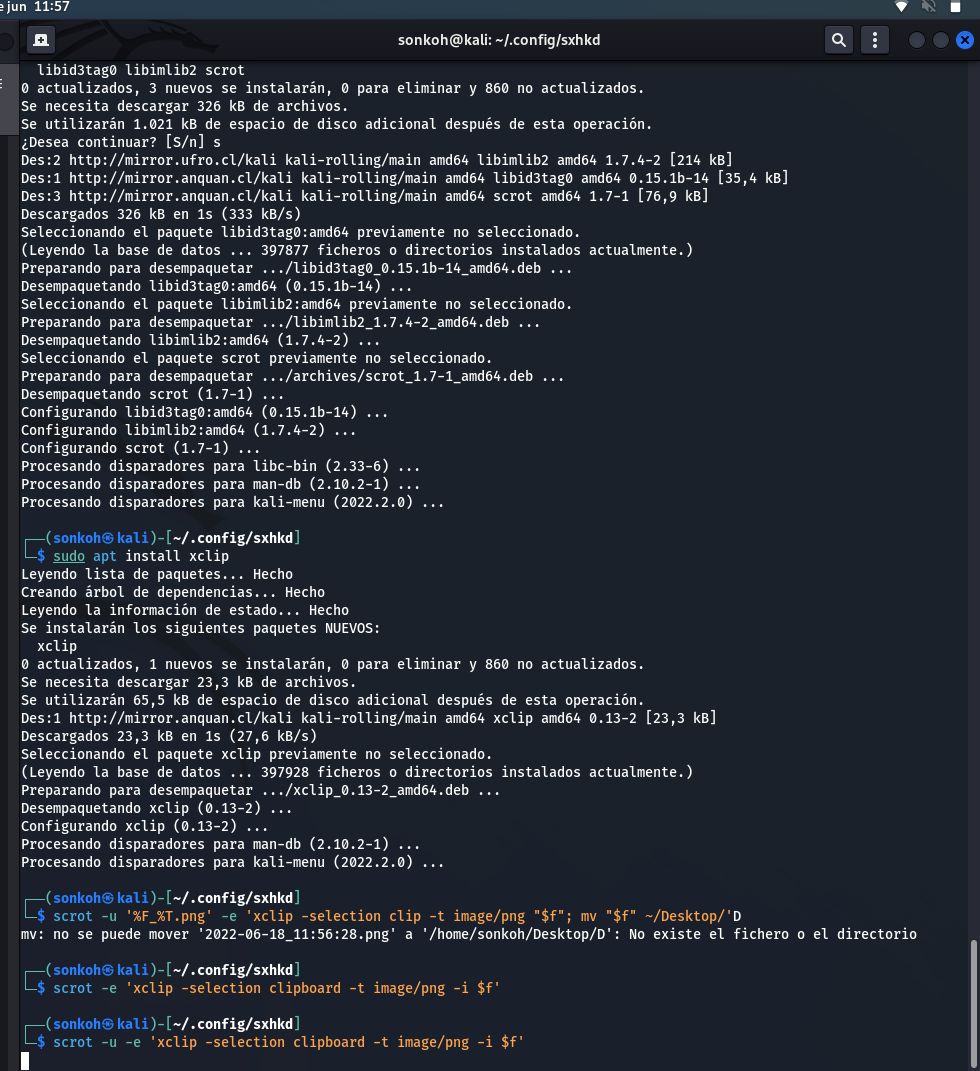 e jun  11:57
sonkoh@kali: ~/.config/sxhkd
  libid3tag0 libimlib2 scrot
0 actualizados, 3 nuevos se instalarán, 0 para eliminar y 860 no actualizados.
Se necesita descargar 326 kB de archivos.
Se utilizarán 1.021 kB de espacio de disco adicional después de esta operación.
¿Desea continuar? [S/n] s
Des:2 http://mirror.ufro.cl/kali kali-rolling/main amd64 libimlib2 amd64 1.7.4-2 [214 kB]
Des:1 http://mirror.anquan.cl/kali kali-rolling/main amd64 libid3tag0 amd64 0.15.1b-14 [35,4 kB]
Des:3 http://mirror.anquan.cl/kali kali-rolling/main amd64 scrot amd64 1.7-1 [76,9 kB]
Descargados 326 kB en 1s (333 kB/s)
Seleccionando el paquete libid3tag0:amd64 previamente no seleccionado.
(Leyendo la base de datos ... 397877 ficheros o directorios instalados actualmente.)
Preparando para desempaquetar .../libid3tag0_0.15.1b-14_amd64.deb ...
Desempaquetando libid3tag0:amd64 (0.15.1b-14) ...
Seleccionando el paquete libimlib2:amd64 previamente no seleccionado.
Preparando para desempaquetar .../libimlib2_1.7.4-2_amd64.deb ...
Desempaquetando libimlib2:amd64 (1.7.4-2) ...
Seleccionando el paquete scrot previamente no seleccionado.
Preparando para desempaquetar .../archives/scrot_1.7-1_amd64.deb ...
Desempaquetando scrot (1.7-1) ...
Configurando libid3tag0:amd64 (0.15.1b-14) ...
Configurando libimlib2:amd64 (1.7.4-2) ...
Configurando scrot (1.7-1) ...
Procesando disparadores para libc-bin (2.33-6) ...
Procesando disparadores para man-db (2.10.2-1) ...
Procesando disparadores para kali-menu (2022.2.0) ...
┌──(sonkoh㉿kali)-[~/.config/sxhkd]
└─$ sudo apt install xclip
Leyendo lista de paquetes... Hecho
Creando árbol de dependencias... Hecho
Leyendo la información de estado... Hecho
Se instalarán los siguientes paquetes NUEVOS:
  xclip
0 actualizados, 1 nuevos se instalarán, 0 para eliminar y 860 no actualizados.
Se necesita descargar 23,3 kB de archivos.
Se utilizarán 65,5 kB de espacio de disco adicional después de esta operación.
Des:1 http://mirror.anquan.cl/kali kali-rolling/main amd64 xclip amd64 0.13-2 [23,3 kB]
Descargados 23,3 kB en 1s (27,6 kB/s)
Seleccionando el paquete xclip previamente no seleccionado.
(Leyendo la base de datos ... 397928 ficheros o directorios instalados actualmente.)
Preparando para desempaquetar .../xclip_0.13-2_amd64.deb ...
Desempaquetando xclip (0.13-2) ...
Configurando xclip (0.13-2) ...
Procesando disparadores para man-db (2.10.2-1) ...
Procesando disparadores para kali-menu (2022.2.0) ...
┌──(sonkoh㉿kali)-[~/.config/sxhkd]
└─$ scrot -u '%F_%T.png' -e 'xclip -selection clip -t image/png "$f"; mv "$f" ~/Desktop/'D
mv: no se puede mover '2022-06-18_11:56:28.png' a '/home/sonkoh/Desktop/D': No existe el fichero o el directorio
┌──(sonkoh㉿kali)-[~/.config/sxhkd]
└─$ scrot -e 'xclip -selection clipboard -t image/png -i $f'
┌──(sonkoh㉿kali)-[~/.config/sxhkd]
└─$ scrot -u -e 'xclip -selection clipboard -t image/png -i $f'